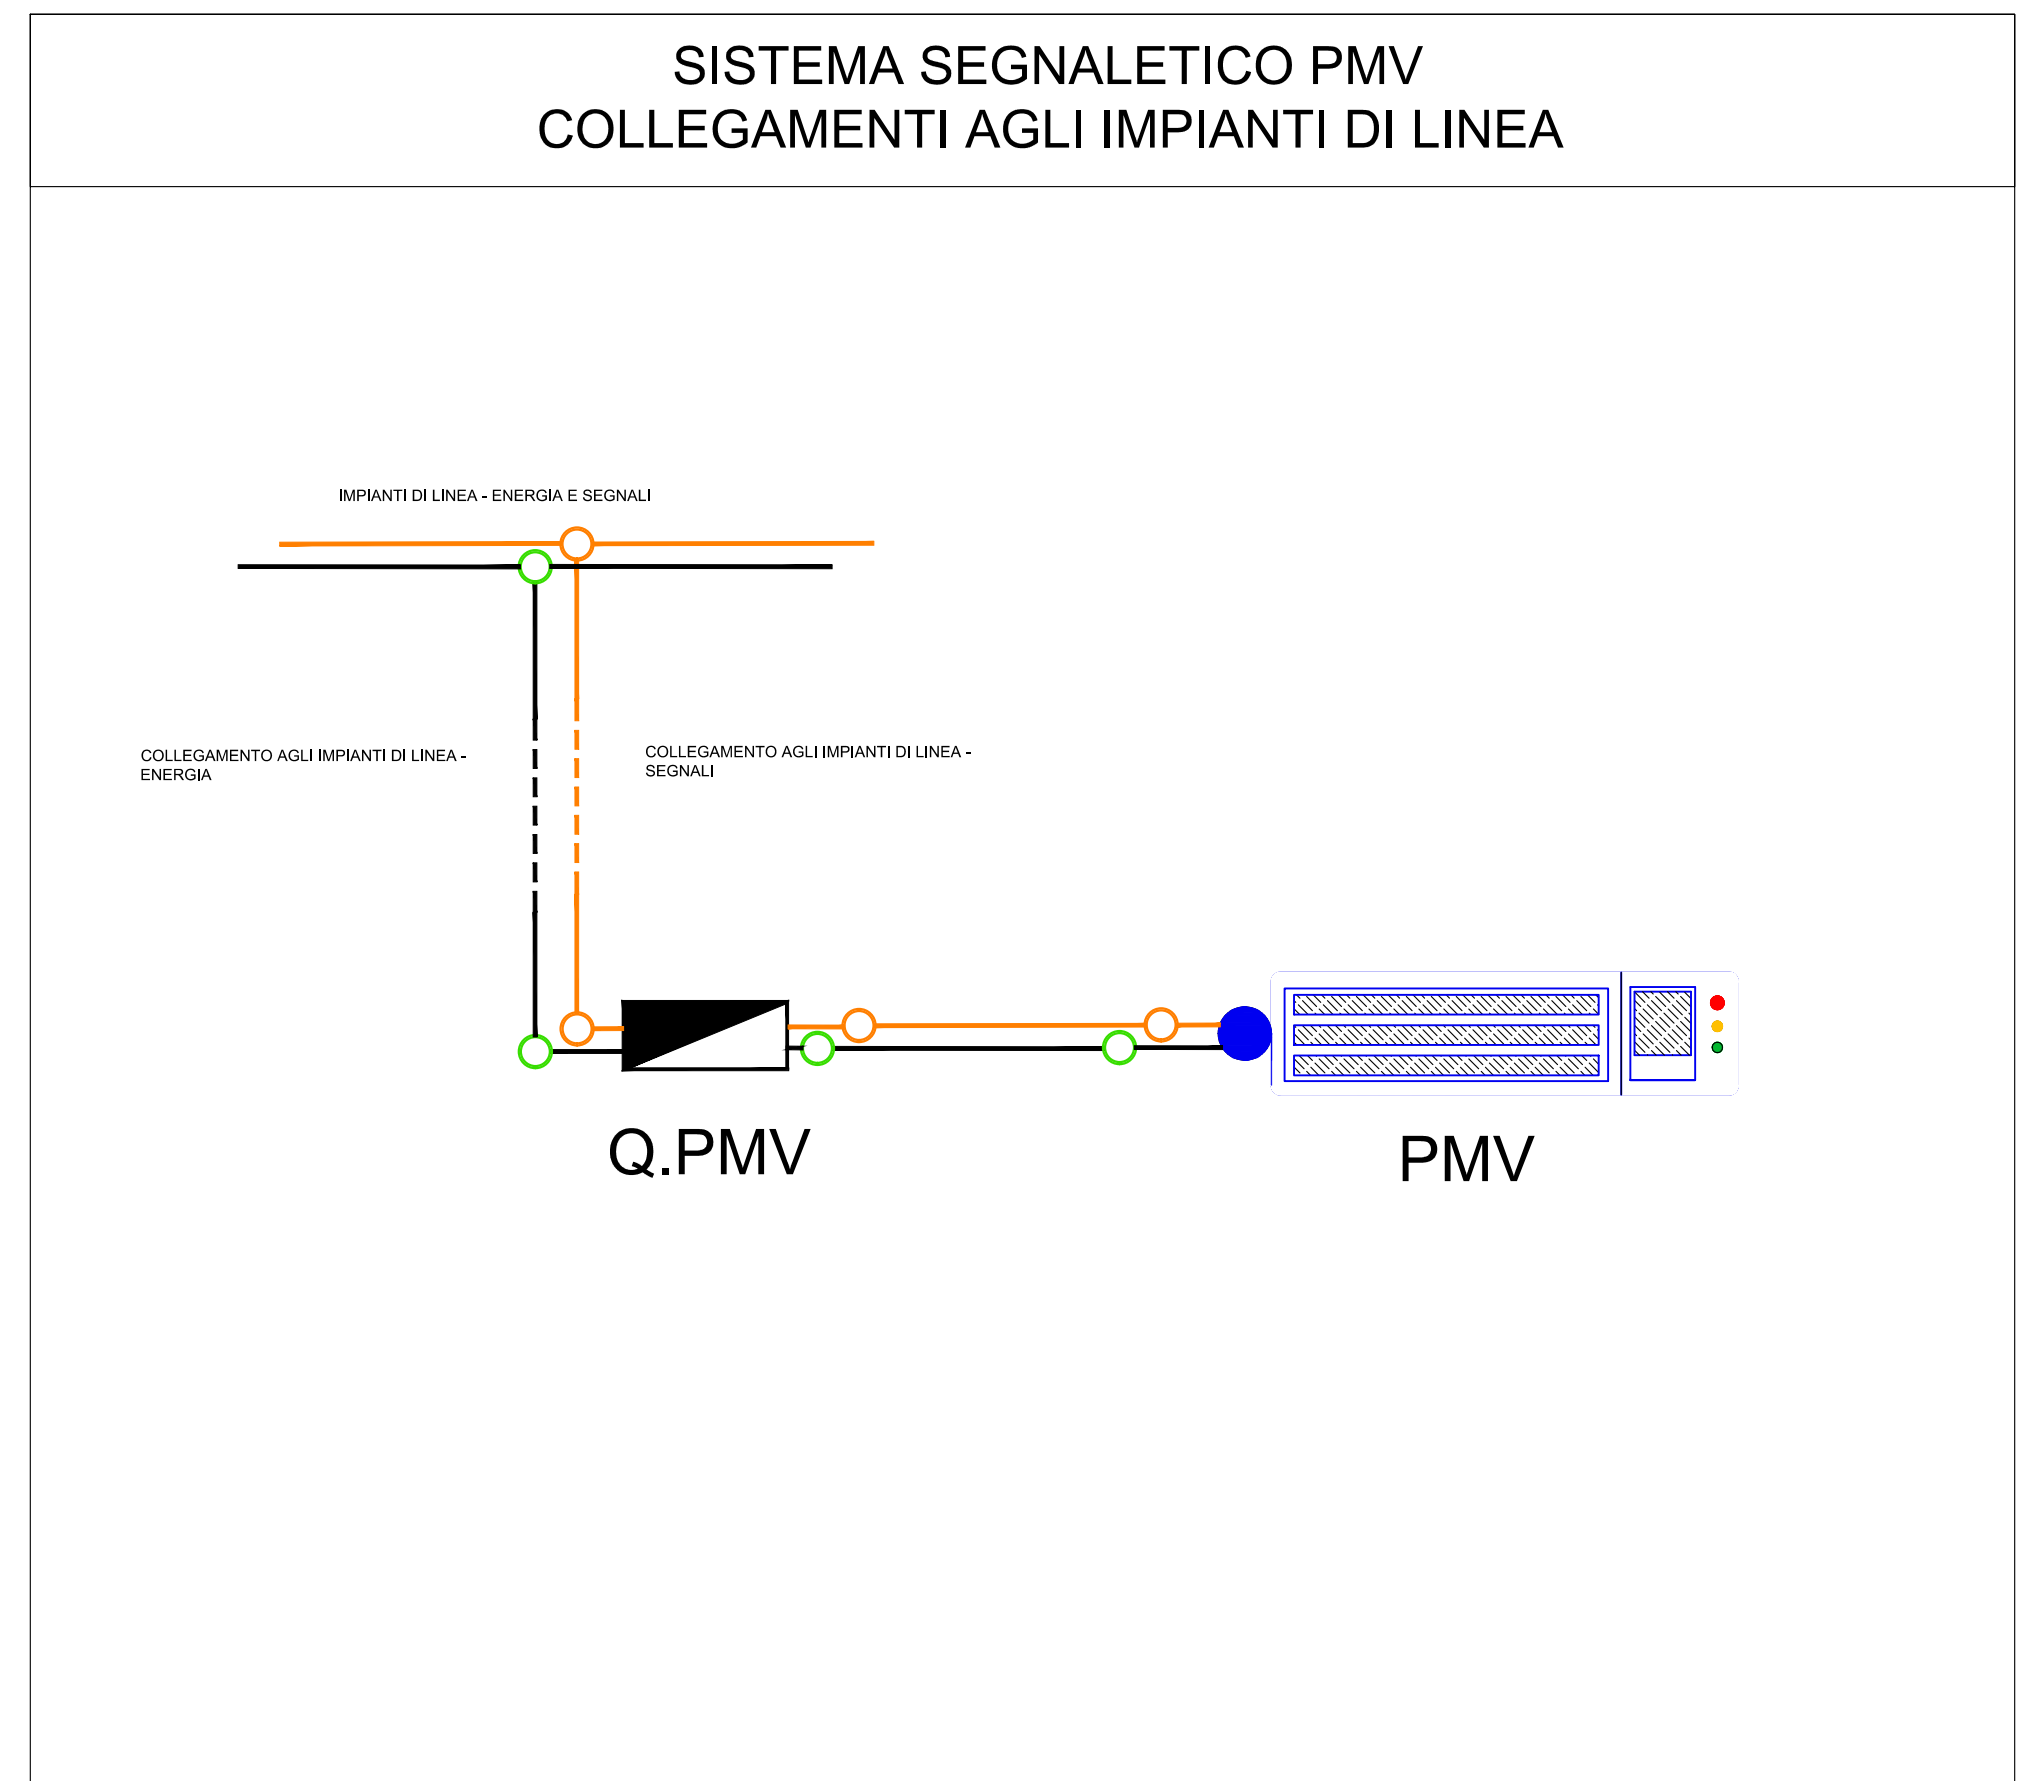 SISTEMA SEGNALETICO PMV
COLLEGAMENTI AGLI IMPIANTI DI LINEA
IMPIANTI DI LINEA - ENERGIA E SEGNALI
COLLEGAMENTO AGLI IMPIANTI DI LINEA -
ENERGIA
COLLEGAMENTO AGLI IMPIANTI DI LINEA -
SEGNALI
Q.PMV
PMV